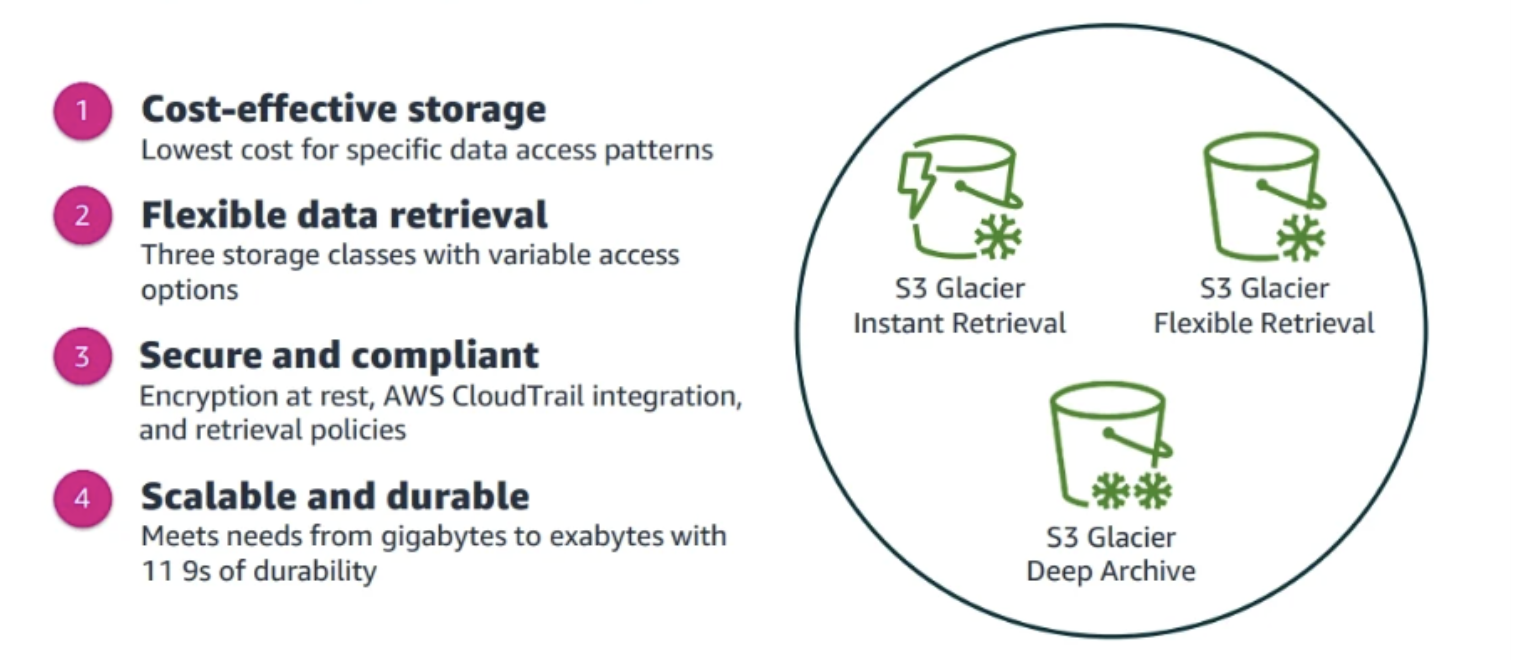 1
Cost-effective storage
Lowest cost for specific data access patterns
2
Flexible data retrieval
Three storage classes with variable access
options
3
Secure and compliant
Encryption at rest, AWS CloudTrail integration,
and retrieval policies
4
Scalable and durable
Meets needs from gigabytes to exabytes with
11 9s of durability
S3 Glacier
Instant Retrieval
S3 Glacier
Flexible Retrieval
S3 Glacier
Deep Archive